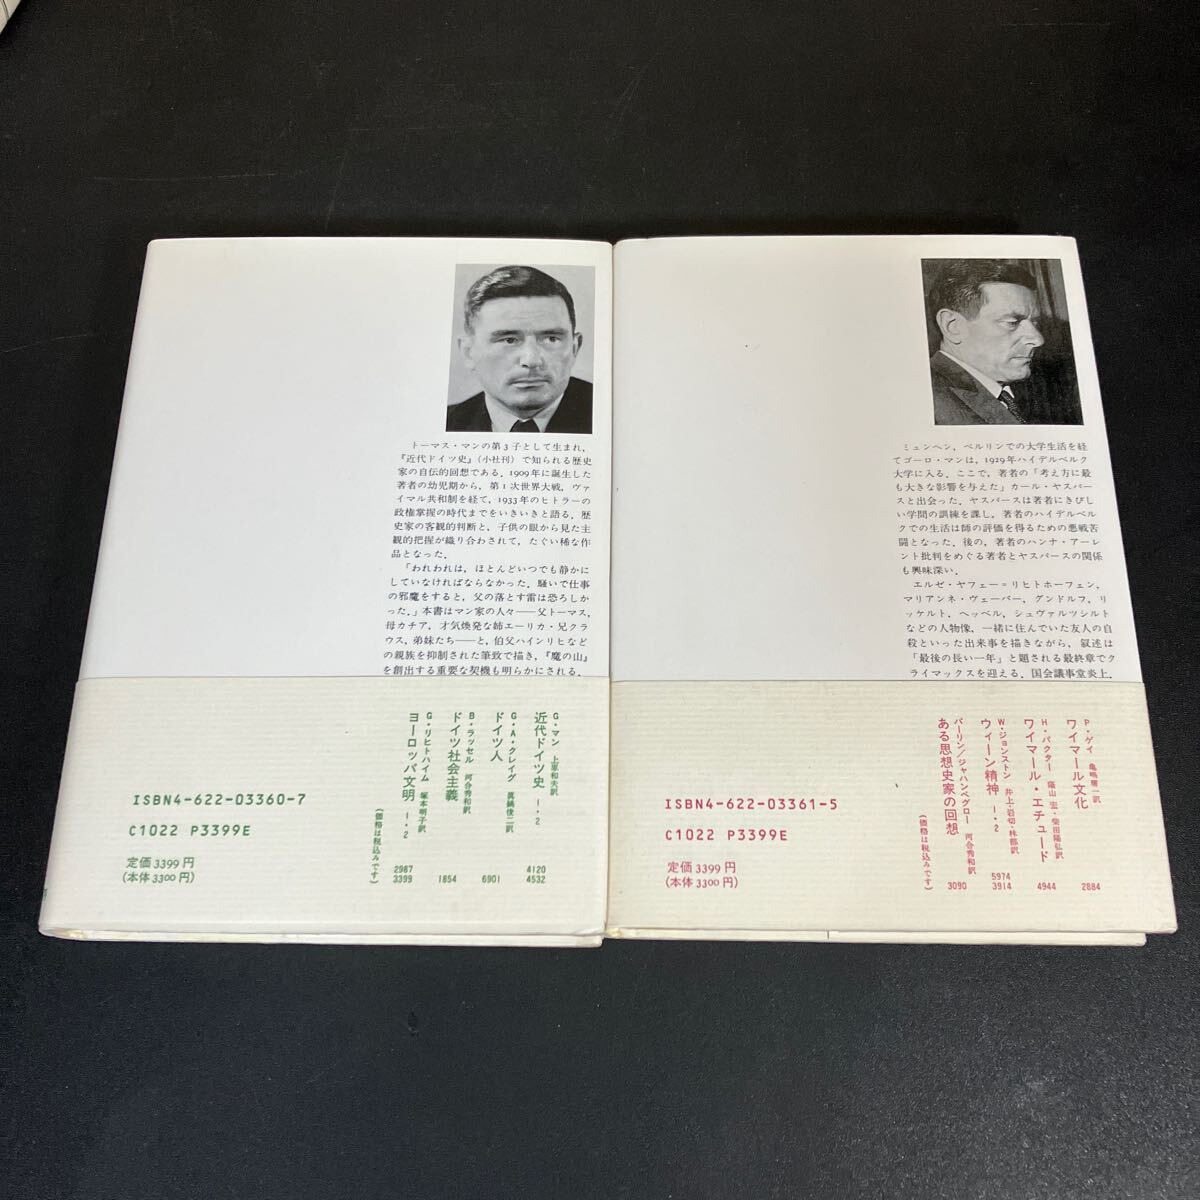 トーマス・マンの第3子として生まれ，
『近代ドイツ史』(小社刊)で知られる歴史
家の自伝的回想である．1909年に誕生した
著者の幼児期から，第1次世界大戦，ヴァ
イマル共和制を経て，1933年のヒトラーの
政権掌握の時代までをいきいきと語る．歴
史家の客観的判断と，子供の眼から見た主
観的把握が織り合わされて，たぐい稀な作
品となった．
「われわれは，ほとんどいつでも静かに
していなければならなかった．騒いで仕事
の邪魔をすると，父の落とす雷は恐ろしか
った．」本書はマン家の人々――父トーマス，
母カチア，才気煥発な姉エーリカ・兄クラ
ウス，弟妹たち――と，伯父ハインリヒなど
の親族を抑制された筆致で描き，『魔の山』
を創出する重要な契機も明らかにされる．
G・マン 上原和夫訳
近代ドイツ史 1・2
4120
4532
G・A・クレイグ 眞鍋俊二訳
ドイツ人
6901
B・ラッセル 河合秀和訳
ドイツ社会主義
1854
G・リヒトハイム 塚本明子訳
ヨーロッパ文明 1・2
2987
3399
(価格は税込みです)
ISBN4-622-03360-7
C1022 P3399E
定価3399円
(本体3300円)
ミュンヘン，ベルリンでの大学生活を経
てゴーロ・マンは，1929年ハイデルベルク
大学に入る．ここで，著者の「考え方に最
も大きな影響を与えた」カール・ヤスパー
スと出会った．ヤスパースは著者にきびし
い学問の訓練を課し，著者のハイデルベル
クでの生活は師の評価を得るための悪戦苦
闘となった．後の，著者のハンナ・アーレ
ント批判をめぐる著者とヤスパースの関係
も興味深い．
エルゼ・ヤフェー＝リヒトホーフェン，
マリアンネ・ヴェーバー，グンドルフ，リ
ッケルト，ヘッベル，シュヴァルツシルト
などの人物像，一緒に住んでいた友人の自
殺といった出来事を描きながら，叙述は
「最後の長い一年」と題される最終章でク
ライマックスを迎える．国会議事堂炎上．
P・ゲイ 亀嶋庸一訳
ワイマール文化
2884
H・パクター 蔭山宏・柴田陽弘訳
ワイマール・エチュード
4944
W・ジョンストン 井上・岩切・林部訳
ウィーン精神 1・2
5974
3914
バーリン／ジャハンベグロー 河合秀和訳
ある思想史家の回想
3090
(価格は税込みです)
ISBN4-622-03361-5
C1022 P3399E
定価3399円
(本体3300円)